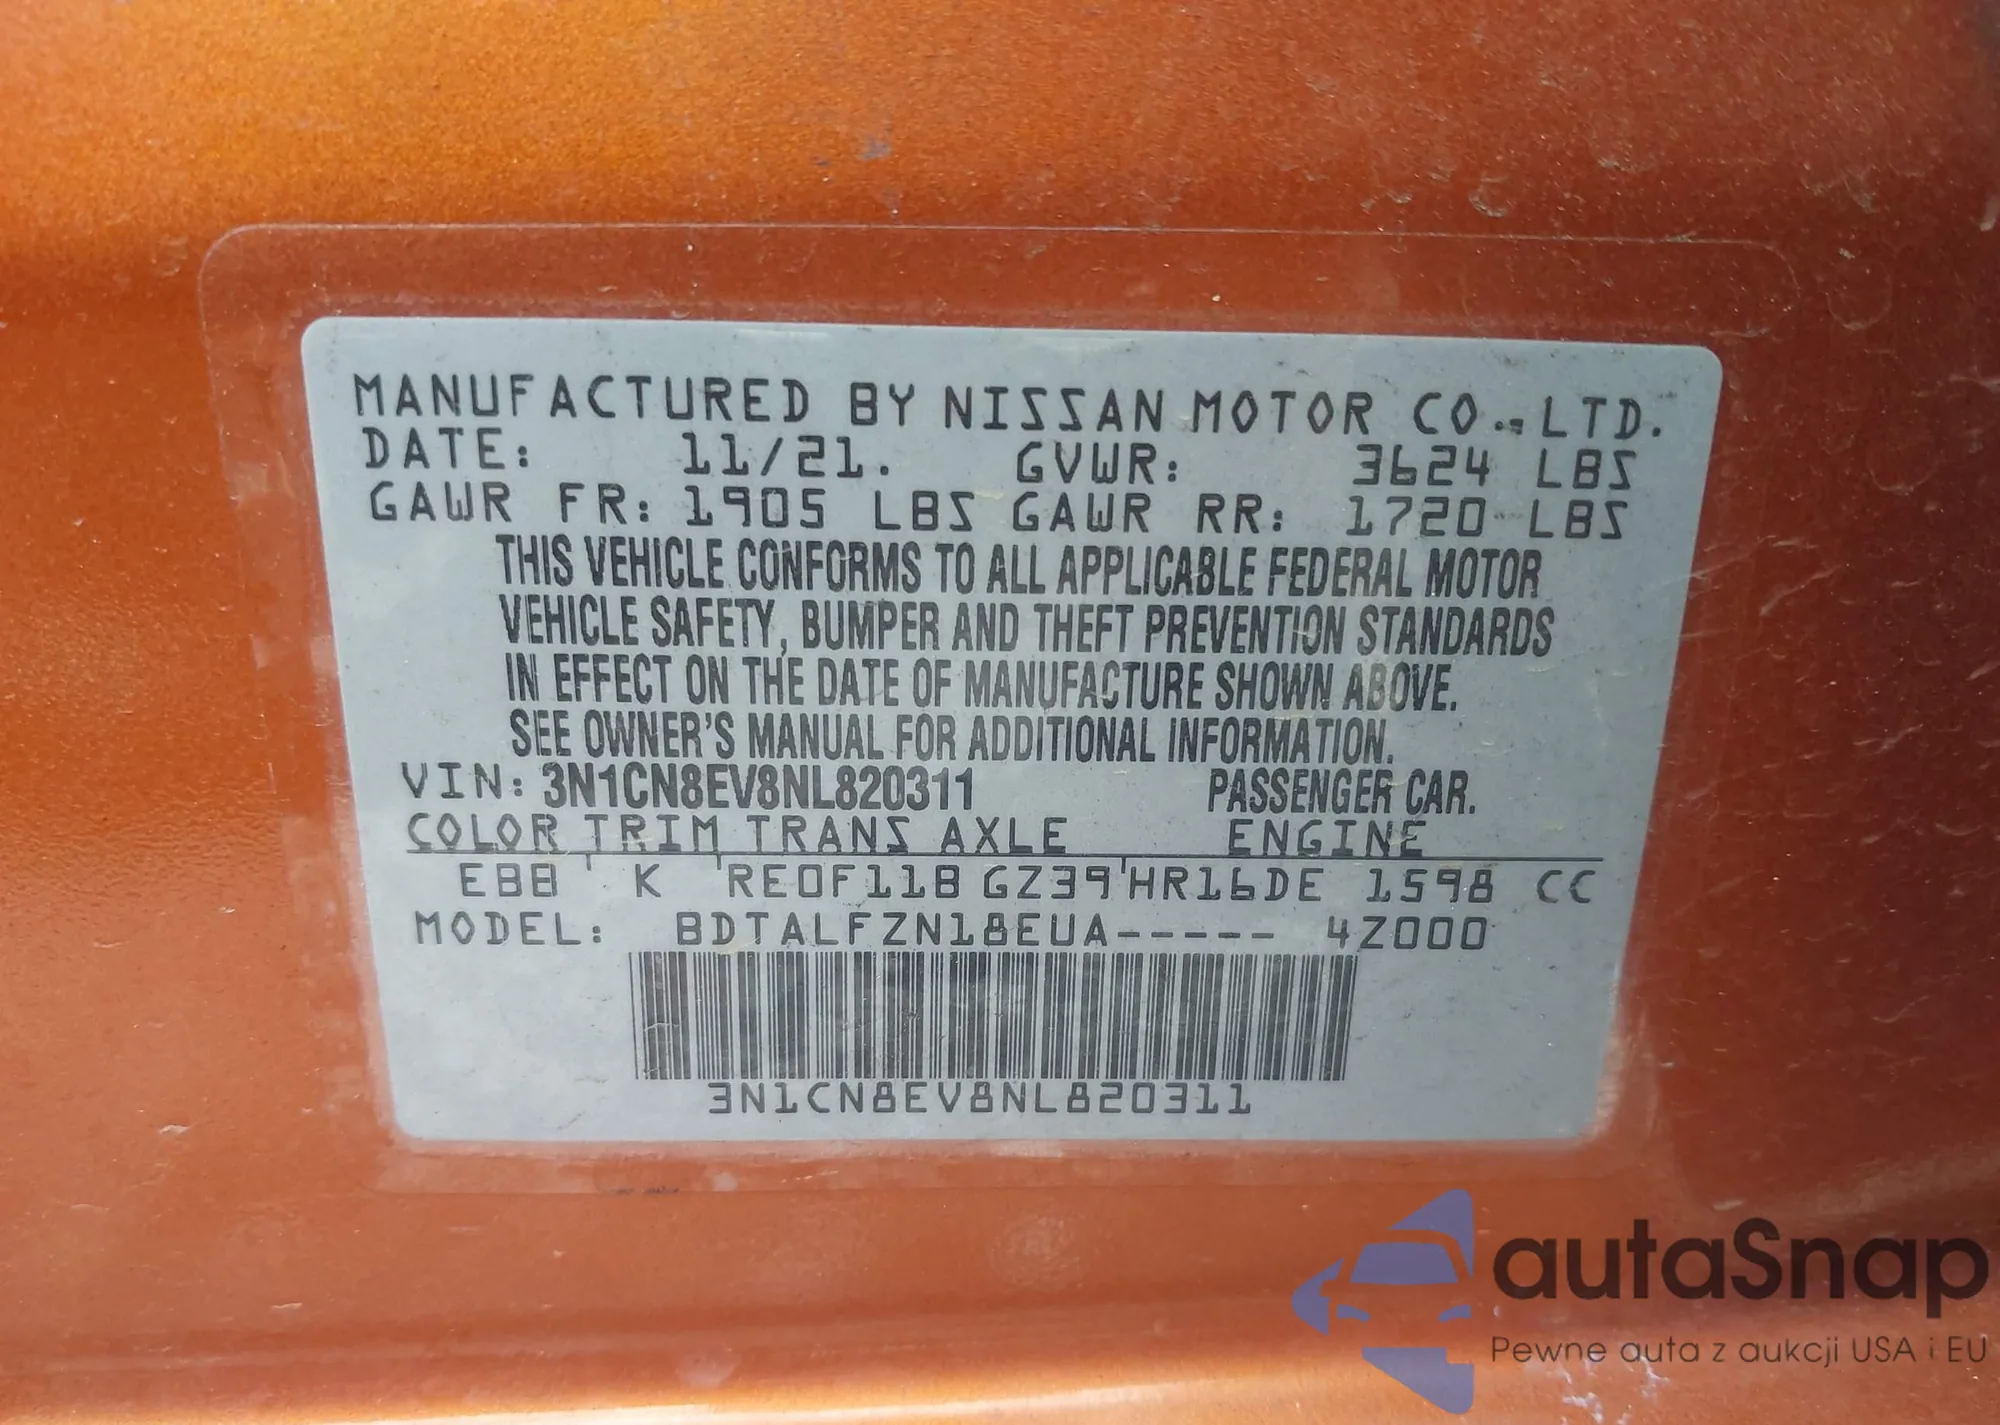 MANUFACTURED BY NISSAN MOTOR CO.,LTD.
DATE: 11/21. GVWR: 3624 LBS
GAWR FR: 1905 LBS GAWR RR: 1720 LBS
THIS VEHICLE CONFORMS TO ALL APPLICABLE FEDERAL MOTOR
VEHICLE SAFETY, BUMPER AND THEFT PREVENTION STANDARDS
IN EFFECT ON THE DATE OF MANUFACTURE SHOWN ABOVE.
SEE OWNER'S MANUAL FOR ADDITIONAL INFORMATION.
VIN: 3N1CN8EV8NL820311 PASSENGER CAR.
COLOR TRIM TRANS AXLE ENGINE
EBB K RE0F11B GZ39 HR16DE 1598 CC
MODEL: BDTALFZN18EUA----- 4Z000
3N1CN8EV8NL820311
autaSnap
Pewne auta z aukcji USA i EU